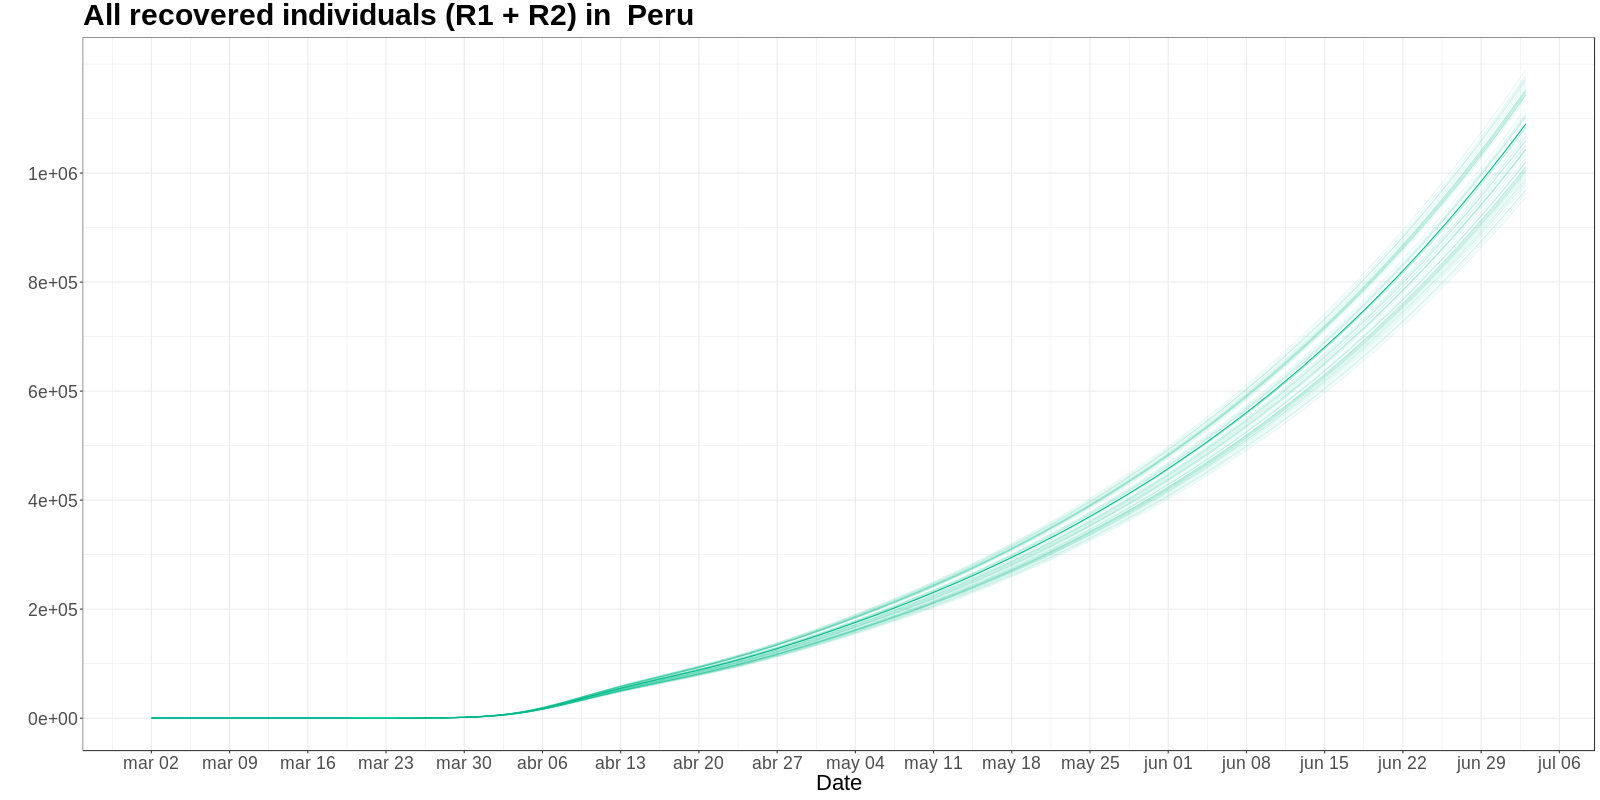 All recovered individuals (R1 + R2) in  Peru
1e+06
8e+05
6e+05
4e+05
2e+05
0e+00
mar 02 mar 09 mar 16 mar 23 mar 30 abr 06 abr 13 abr 20 abr 27 may 04 may 11 may 18 may 25 jun 01 jun 08 jun 15 jun 22 jun 29 jul 06
Date